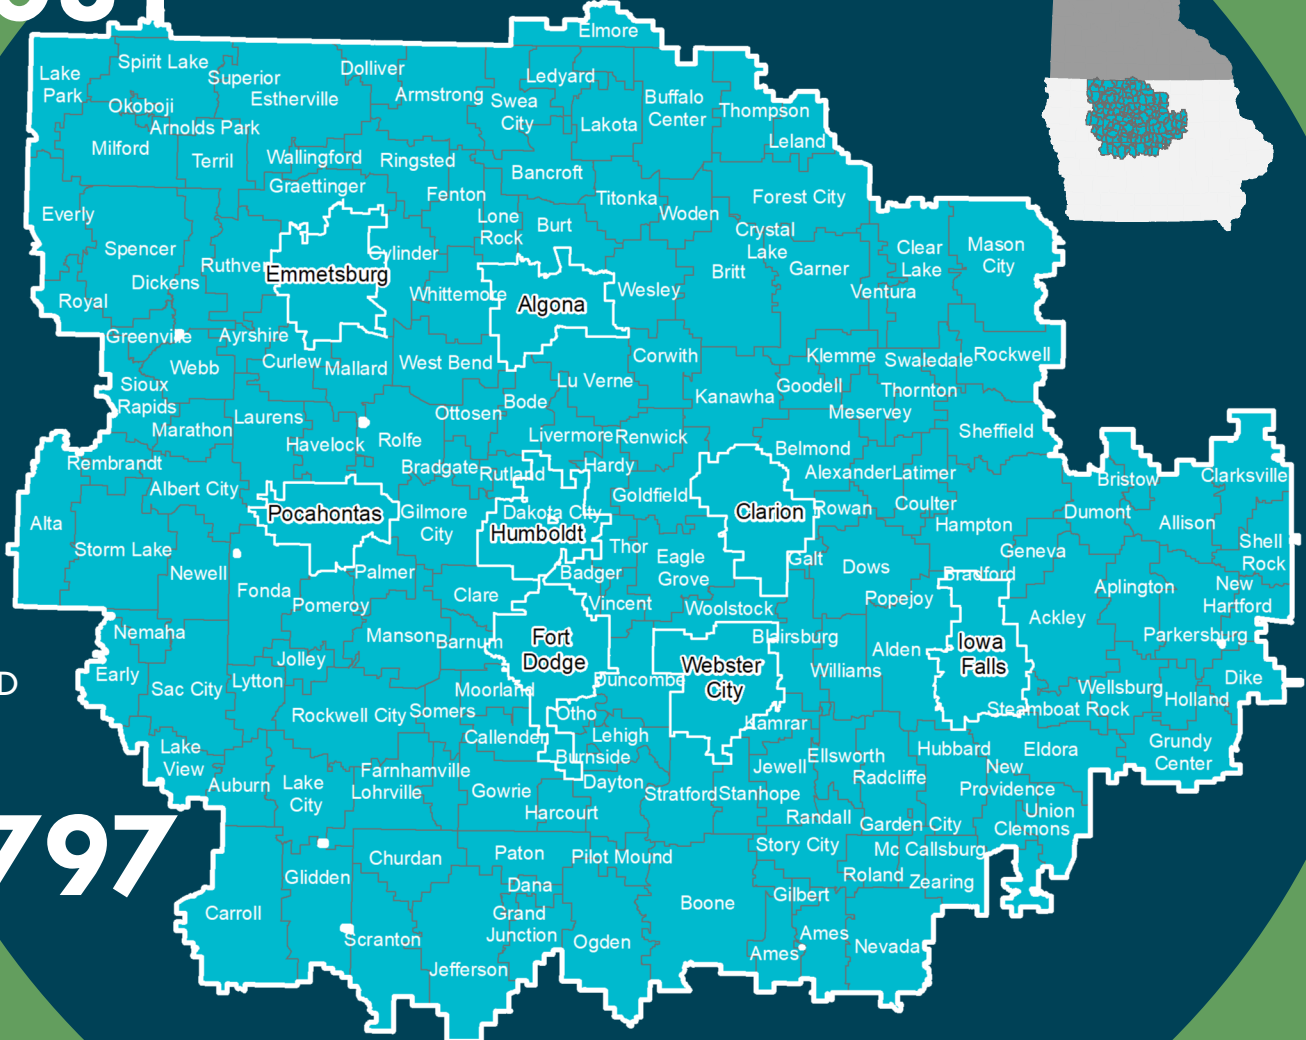 Elmore
Spirit Lake
Lake
Park
Superior
Dolliver
Ledyard
Estherville
Armstrong
Swea
City
Buffalo
Center
Okoboji
Thompson
Arnolds Park
Lakota
Leland
Milford
Terril
Wallingford
Ringsted
Graettinger
Bancroft
Fenton
Titonka
Forest City
Everly
Lone
Rock
Burt
Woden
Crystal
Lake
Spencer
Cylinder
Clear
Lake
Mason
City
Ruthven
Emmetsburg
Britt
Garner
Dickens
Whittemore
Algona
Wesley
Ventura
Royal
Greenville
Ayrshire
Webb
Curlew
Mallard
West Bend
Corwith
Klemme
Swaledale
Rockwell
Sioux
Rapids
Lu Verne
Goodell
Thornton
Kanawha
Laurens
Ottosen
Bode
Meservey
Marathon
Havelock
Rolfe
Livermore
Renwick
Belmond
Sheffield
Rembrandt
Bradgate
Rutland
Hardy
Alexander
Latimer
Bristow
Clarksville
Albert City
Goldfield
Pocahontas
Gilmore
City
Dakota City
Clarion
Rowan
Coulter
Dumont
Alta
Humboldt
Hampton
Allison
Storm Lake
Thor
Eagle
Grove
Geneva
Shell
Rock
Newell
Palmer
Badger
Galt
Dows
Bradford
Aplington
New
Hartford
Fonda
Clare
Pomeroy
Vincent
Woolstock
Popejoy
Ackley
Nemaha
Manson
Barnum
Fort
Dodge
Blairsburg
Alden
Iowa
Falls
Parkersburg
Early
Jolley
Lytton
Sac City
Moorland
Duncombe
Webster
City
Williams
Wellsburg
Dike
Holland
Rockwell City
Somers
Otho
Kamrar
Steamboat Rock
Callender
Lehigh
Lake
View
Burnside
Ellsworth
Hubbard
Eldora
Grundy
Center
Auburn
Lake
City
Farnhamville
Lohrville
Gowrie
Dayton
Jewell
Radcliffe
New
Providence
Stratford
Stanhope
Harcourt
Randall
Garden City
Union
Clemons
Churdan
Paton
Pilot Mound
Story City
Mc Callsburg
Glidden
Dana
Roland
Zearing
Carroll
Grand
Junction
Boone
Gilbert
Scranton
Ogden
Ames
Ames
Nevada
Jefferson
D
797